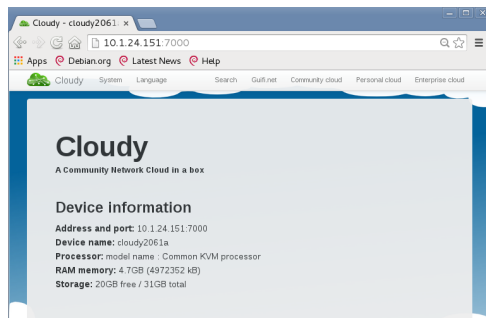 Cloudy - cloudy2061
10.1.24.151:7000
Apps Debian.org Latest News Help
Cloudy System Language Search Guifi.net Community cloud Personal cloud Enterprise cloud
Cloudy
A Community Network Cloud in a box
Device information
Address and port: 10.1.24.151:7000
Device name: cloudy2061a
Processor: model name : Common KVM processor
RAM memory: 4.7GB (4972352 kB)
Storage: 20GB free / 31GB total